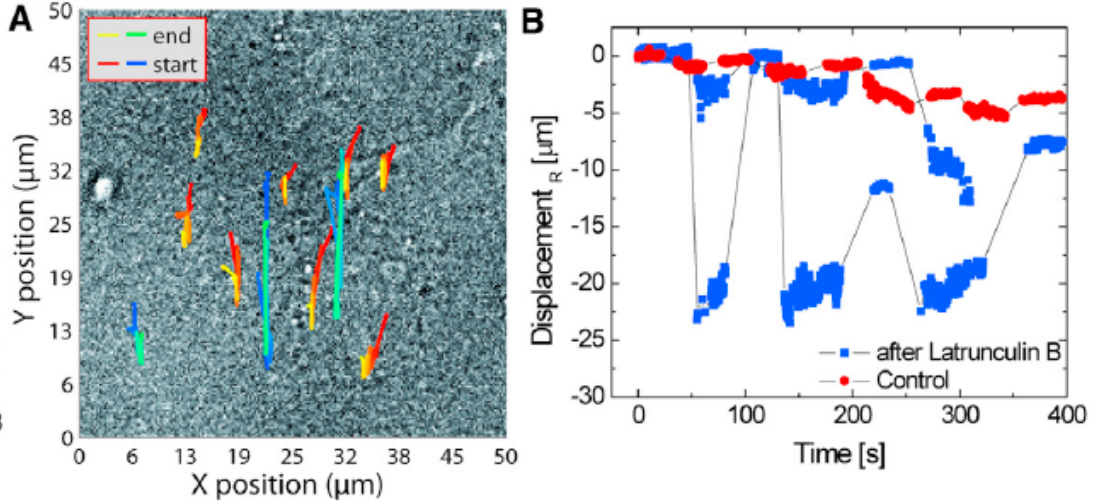 A
50
45
38
32
25
19
13
6
0
Y position (µm)
end
start
0 6 13 19 25 32 38 44 50
X position (µm)
B
0
-5
-10
-15
-20
-25
-30
Displacement R [µm]
after Latrunculin B
Control
0 100 200 300 400
Time [s]